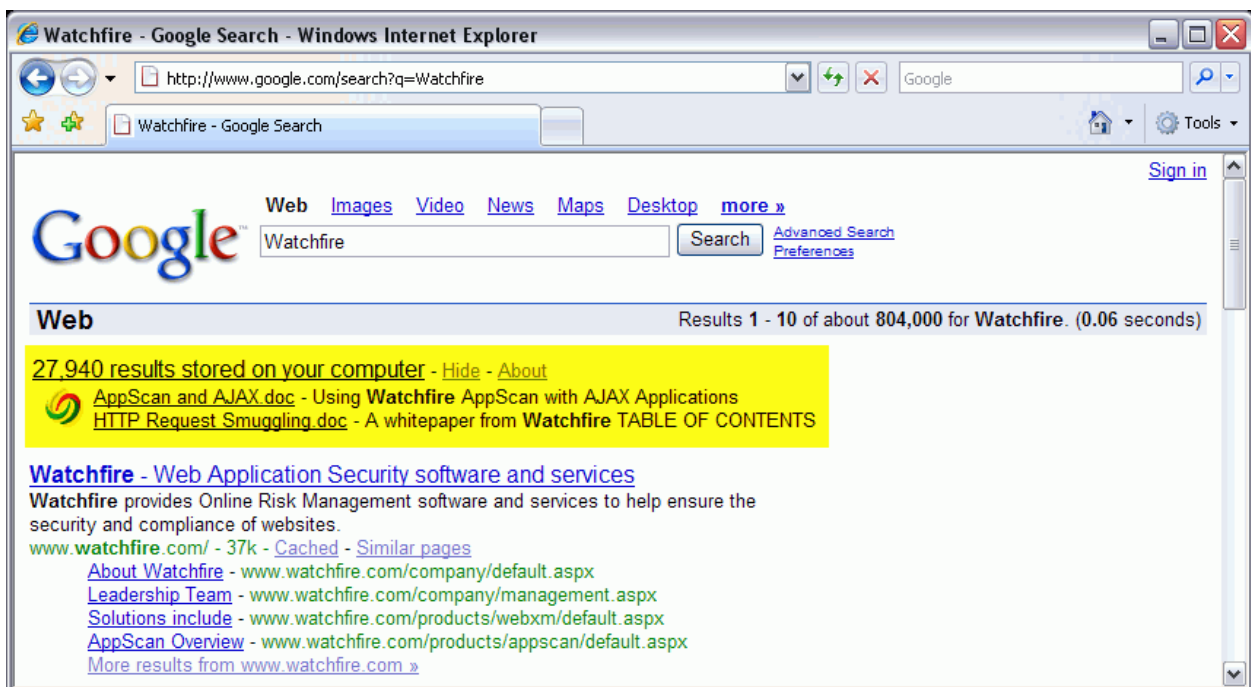 Watchfire - Google Search - Windows Internet Explorer
http://www.google.com/search?q=Watchfire
Google
Watchfire - Google Search
Tools
Sign in
Web Images Video News Maps Desktop more »
Google™
Watchfire
Search
Advanced Search
Preferences
Web
Results 1 - 10 of about 804,000 for Watchfire. (0.06 seconds)
27,940 results stored on your computer - Hide - About
AppScan and AJAX.doc - Using Watchfire AppScan with AJAX Applications
HTTP Request Smuggling.doc - A whitepaper from Watchfire TABLE OF CONTENTS
Watchfire - Web Application Security software and services
Watchfire provides Online Risk Management software and services to help ensure the
security and compliance of websites.
www.watchfire.com/ - 37k - Cached - Similar pages
About Watchfire - www.watchfire.com/company/default.aspx
Leadership Team - www.watchfire.com/company/management.aspx
Solutions include - www.watchfire.com/products/webxm/default.aspx
AppScan Overview - www.watchfire.com/products/appscan/default.aspx
More results from www.watchfire.com »